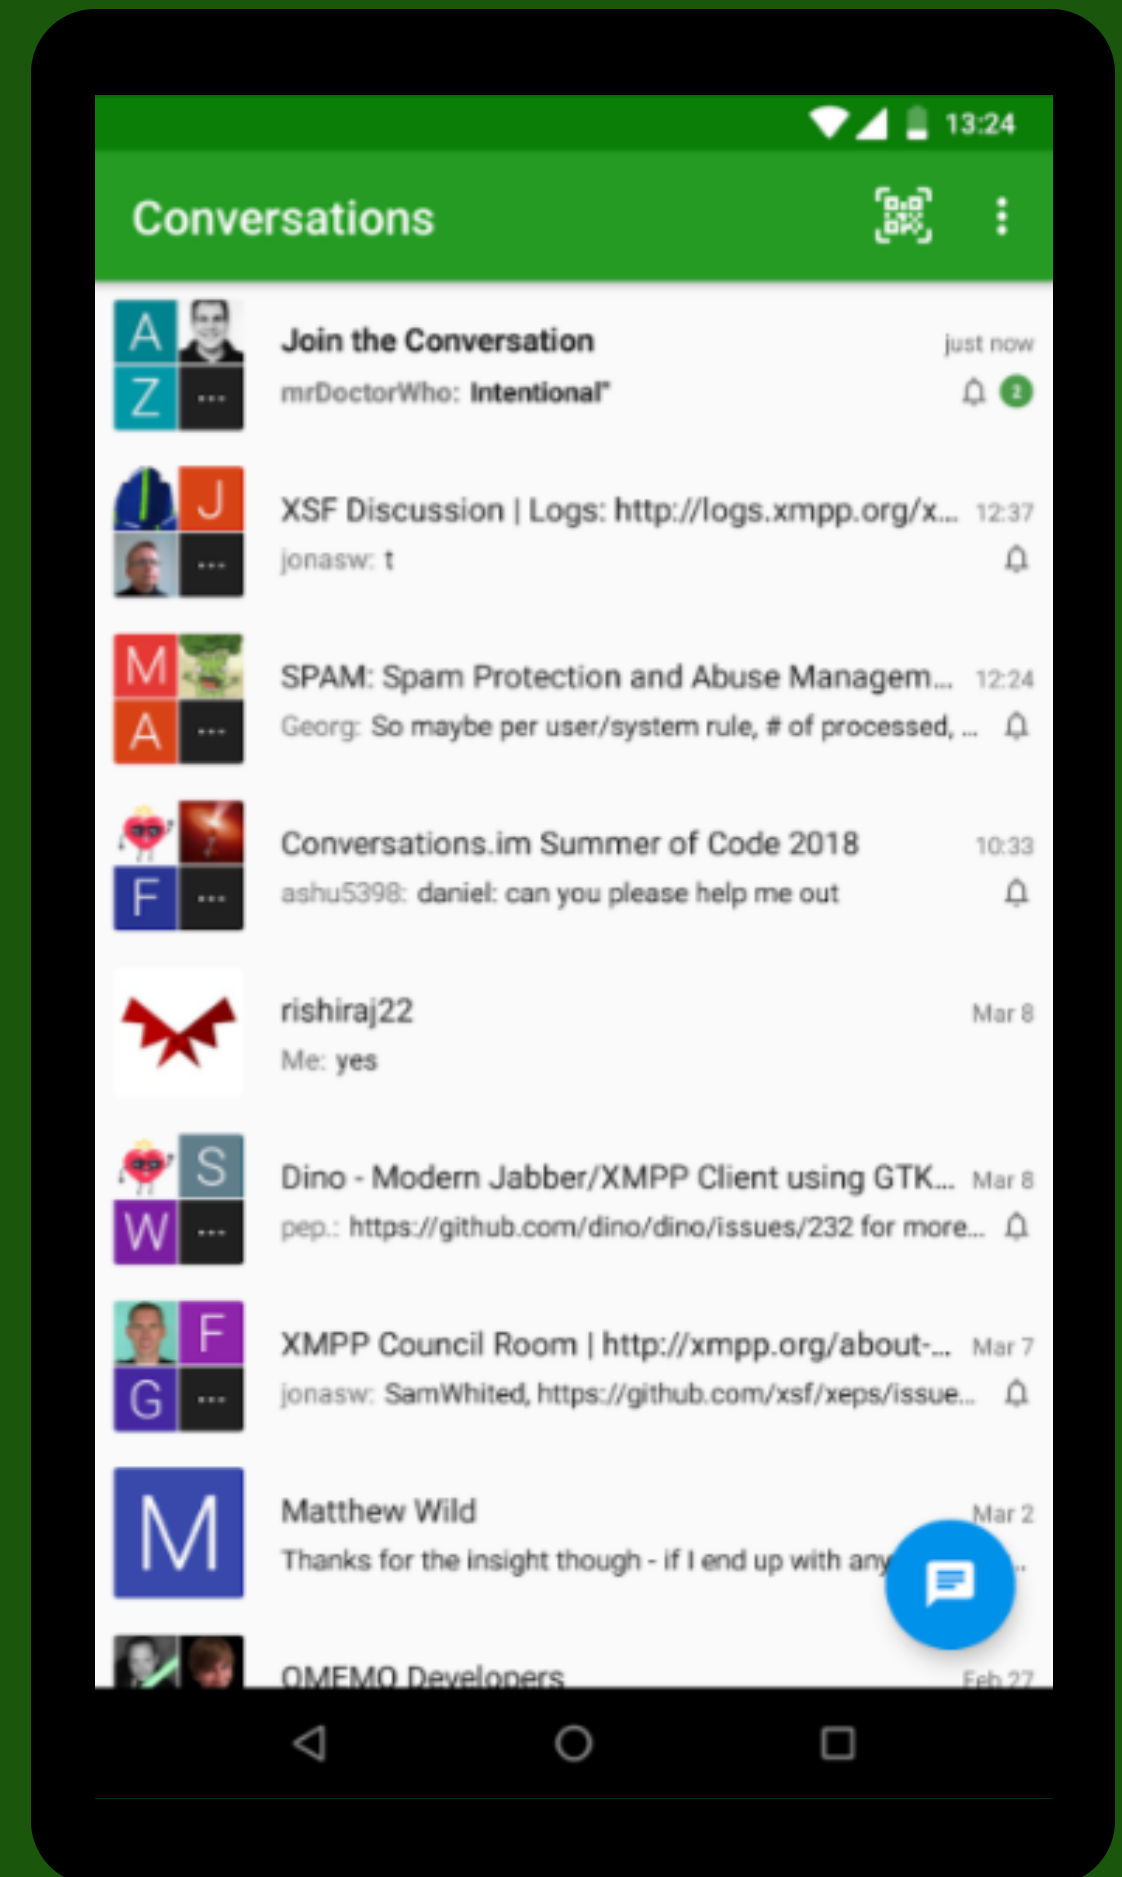 13:24
Conversations
A
Z
...
Join the Conversation just now
mrDoctorWho: Intentional" 2
J
...
XSF Discussion | Logs: http://logs.xmpp.org/x... 12:37
jonasw: t
M
A
...
SPAM: Spam Protection and Abuse Managem... 12:24
Georg: So maybe per user/system rule, # of processed, ...
F
...
Conversations.im Summer of Code 2018 10:33
ashu5398: daniel: can you please help me out
rishiraj22 Mar 8
Me: yes
S
W
...
Dino - Modern Jabber/XMPP Client using GTK... Mar 8
pep.: https://github.com/dino/dino/issues/232 for more...
F
G
...
XMPP Council Room | http://xmpp.org/about-... Mar 7
jonasw: SamWhited, https://github.com/xsf/xeps/issue...
M
Matthew Wild Mar 2
Thanks for the insight though - if I end up with any
OMEMO Developers Feb 27